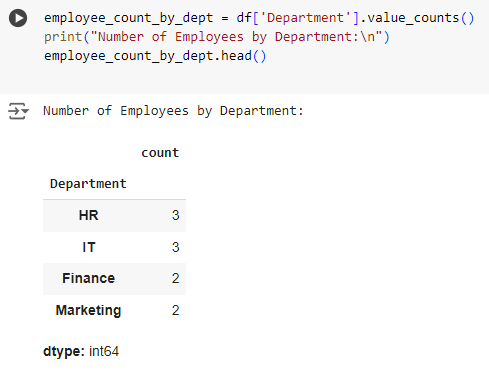 employee_count_by_dept = df['Department'].value_counts()
print("Number of Employees by Department:\n")
employee_count_by_dept.head()
Number of Employees by Department:
count
Department
HR 3
IT 3
Finance 2
Marketing 2
dtype: int64